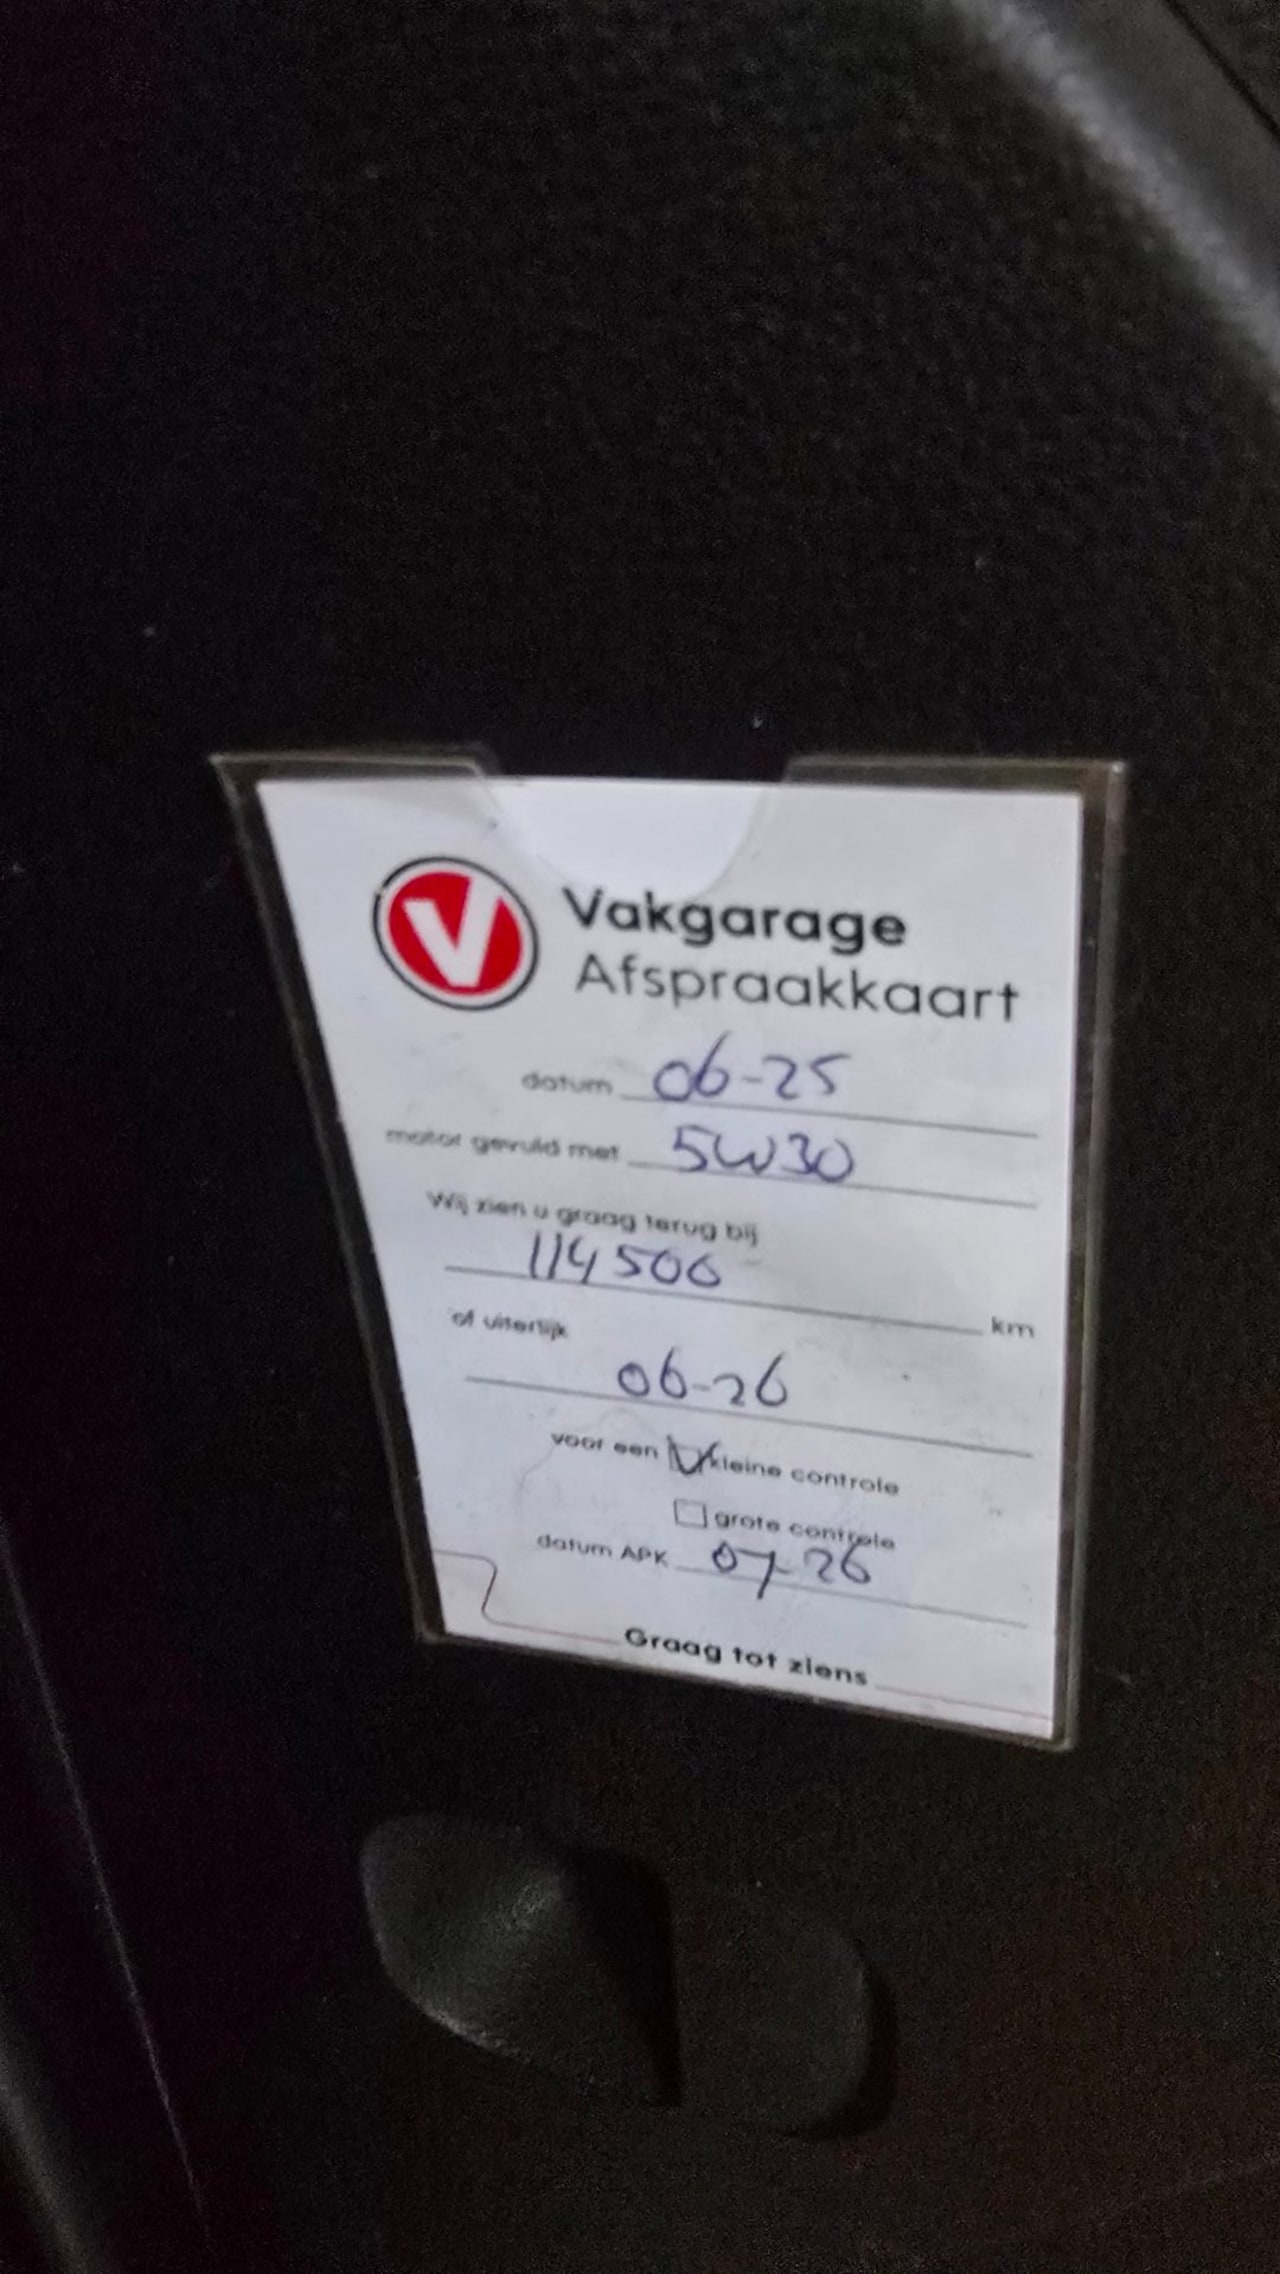 V Vakgarage
Afspraakkaart
datum 06-25
motor gevuld met 5W30
Wij zien u graag terug bij
114500 km
of uiterlijk
06-26
voor een kleine controle
grote controle
datum APK 07-26
Graag tot ziens